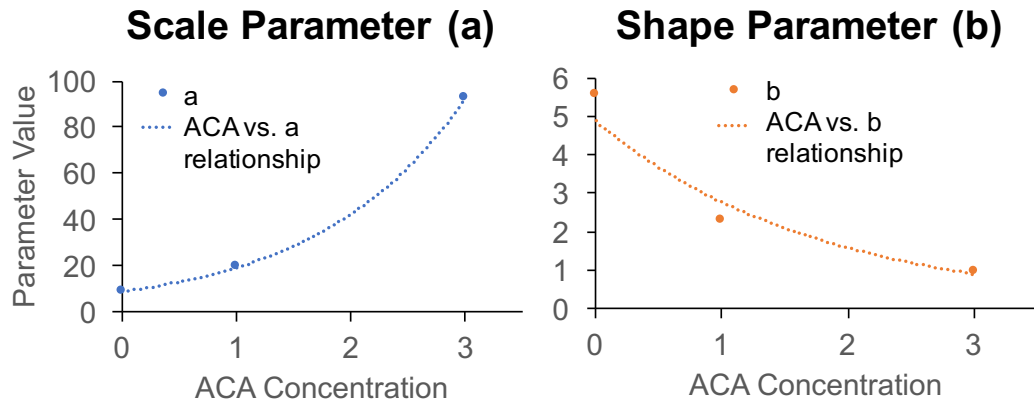 Scale Parameter (a)
Parameter Value
100
80
60
40
20
0
a
ACA vs. a
relationship
0 1 2 3
ACA Concentration
Shape Parameter (b)
6
5
4
3
2
1
0
b
ACA vs. b
relationship
0 1 2 3
ACA Concentration